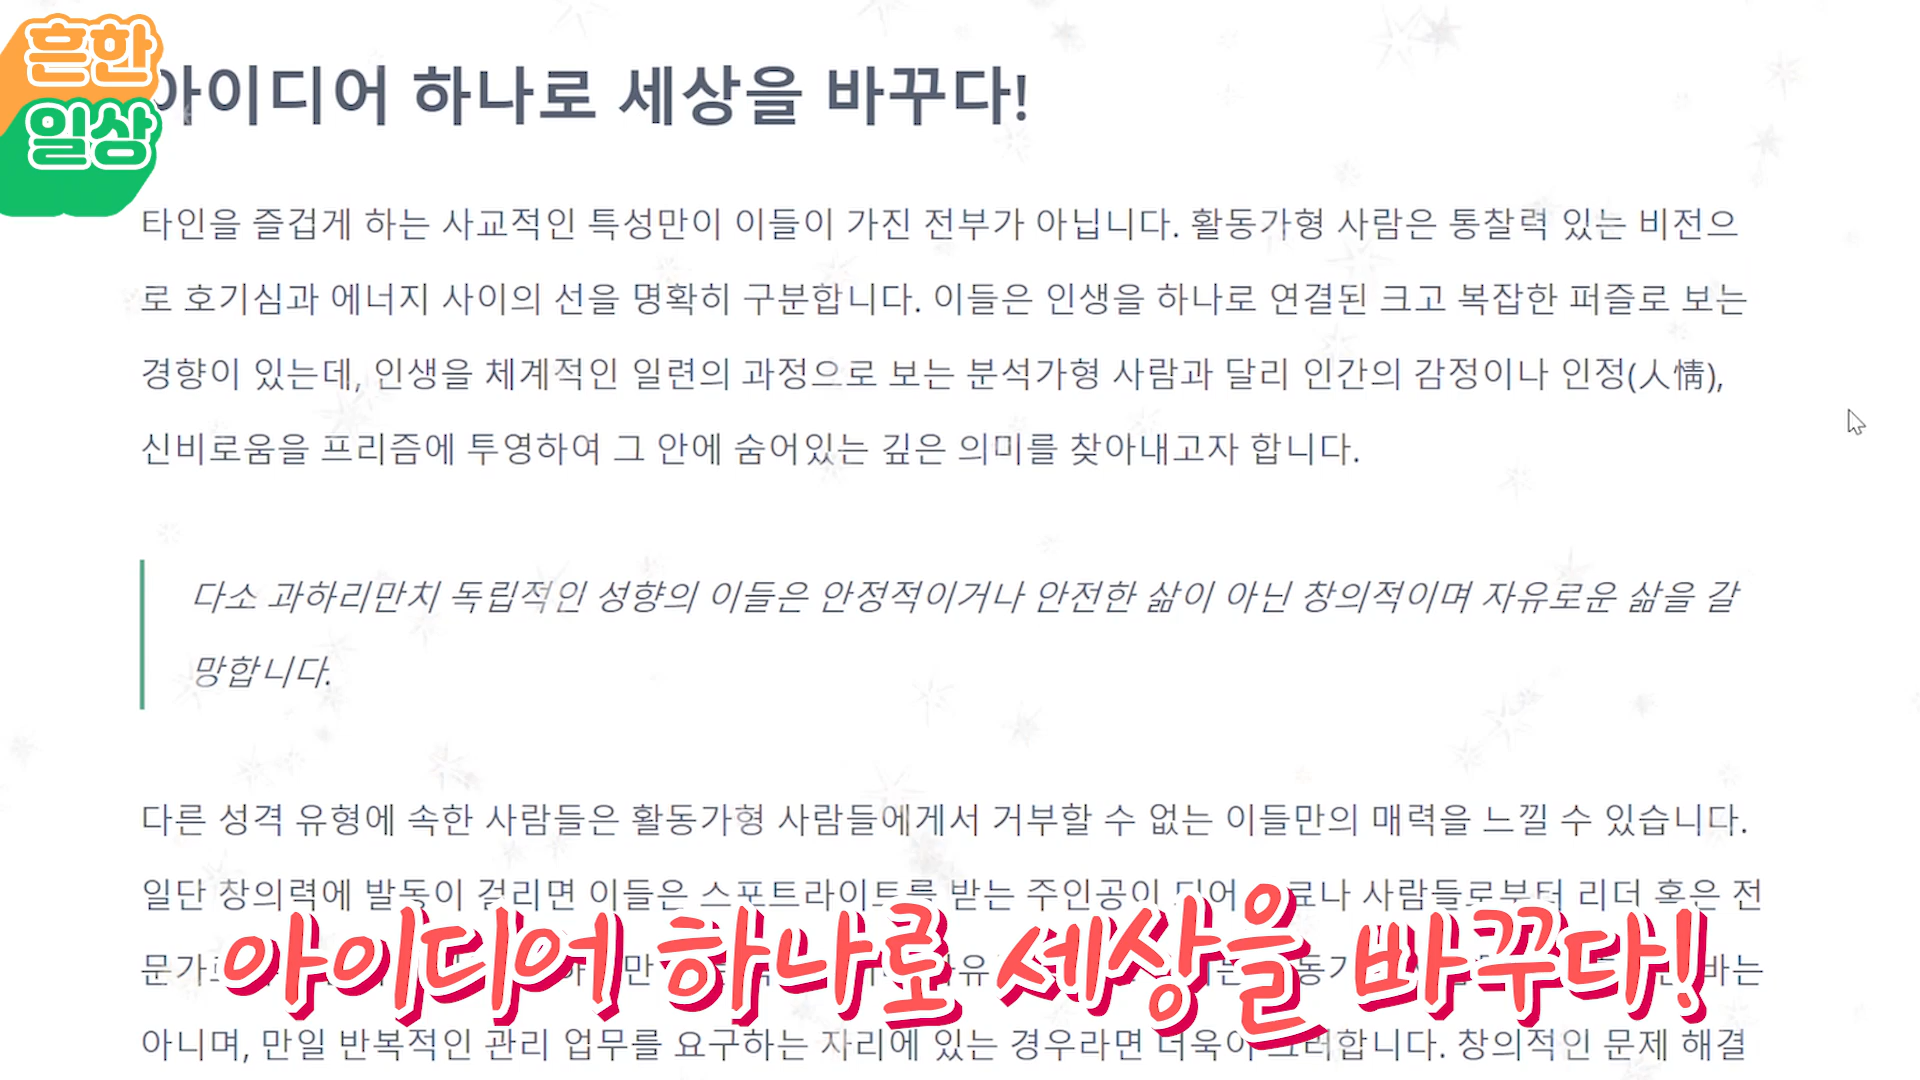 흔한
일상
아이디어 하나로 세상을 바꾸다!
타인을 즐겁게 하는 사교적인 특성만이 이들이 가진 전부가 아닙니다. 활동가형 사람은 통찰력 있는 비전으
로 호기심과 에너지 사이의 선을 명확히 구분합니다. 이들은 인생을 하나로 연결된 크고 복잡한 퍼즐로 보는
경향이 있는데, 인생을 체계적인 일련의 과정으로 보는 분석가형 사람과 달리 인간의 감정이나 인정(人情),
신비로움을 프리즘에 투영하여 그 안에 숨어있는 깊은 의미를 찾아내고자 합니다.
다소 과하리만치 독립적인 성향의 이들은 안정적이거나 안전한 삶이 아닌 창의적이며 자유로운 삶을 갈
망합니다.
다른 성격 유형에 속한 사람들은 활동가형 사람들에게서 거부할 수 없는 이들만의 매력을 느낄 수 있습니다.
일단 창의력에 발동이 걸리면 이들은 스포트라이트를 받는 주인공이 되어 사람들로부터 리더 혹은 전
바는
아이디어 하나로 세상을 바꾸다!
아니며, 만일 반복적인 관리 업무를 요구하는 자리에 있는 경우라면 더욱이 그러합니다. 창의적인 문제 해결